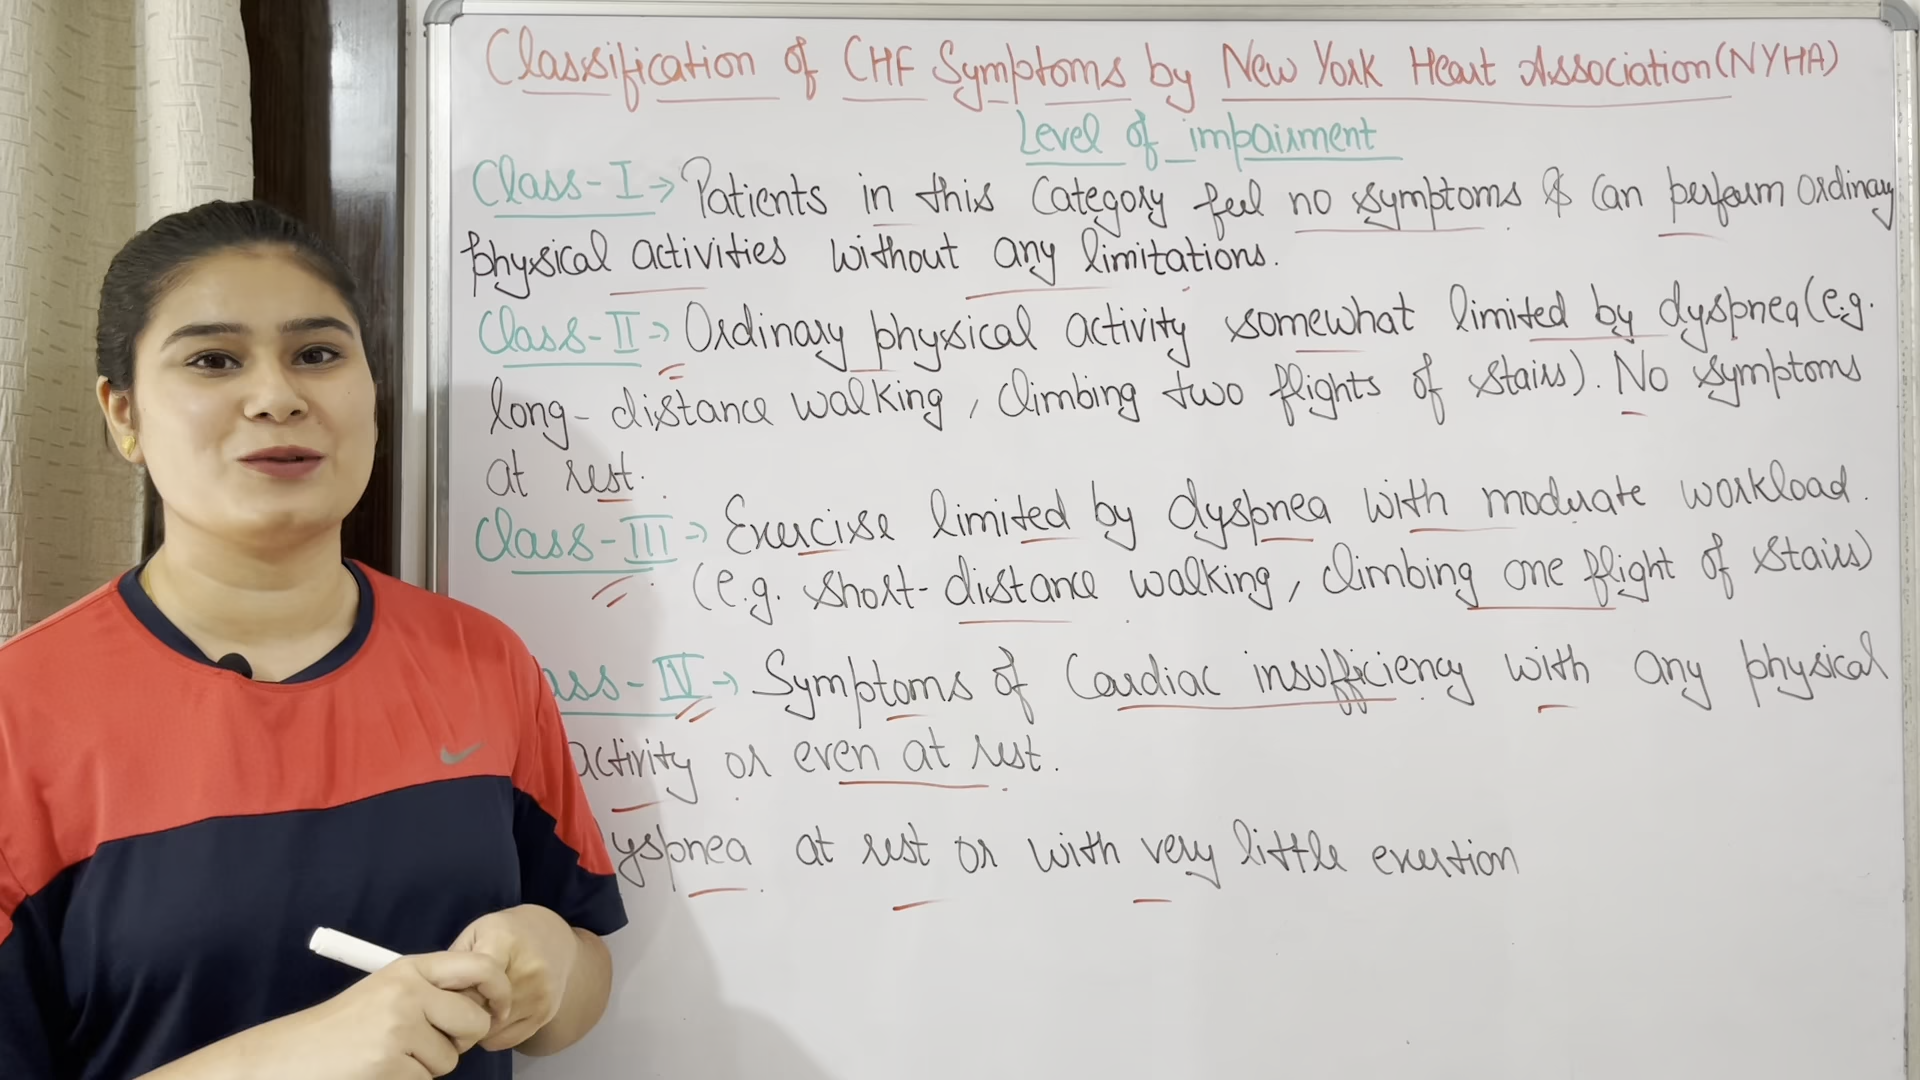 Classification of CHF Symptoms by New York Heart Association (NYHA)
Level of impairment
Class-I → Patients in this Category feel no symptoms & Can perform Ordinary
physical activities without any limitations.
Class-II → Ordinary physical activity somewhat limited by dyspnea (e.g.
long-distance walking, climbing two flights of stairs). No symptoms
at rest.
Class-III → Exercise limited by dyspnea with moderate workload.
(e.g. short-distance walking, climbing one flight of stairs)
ass-IV → Symptoms of Cardiac insufficiency with any physical
activity or even at rest.
yspnea at rest or with very little exertion